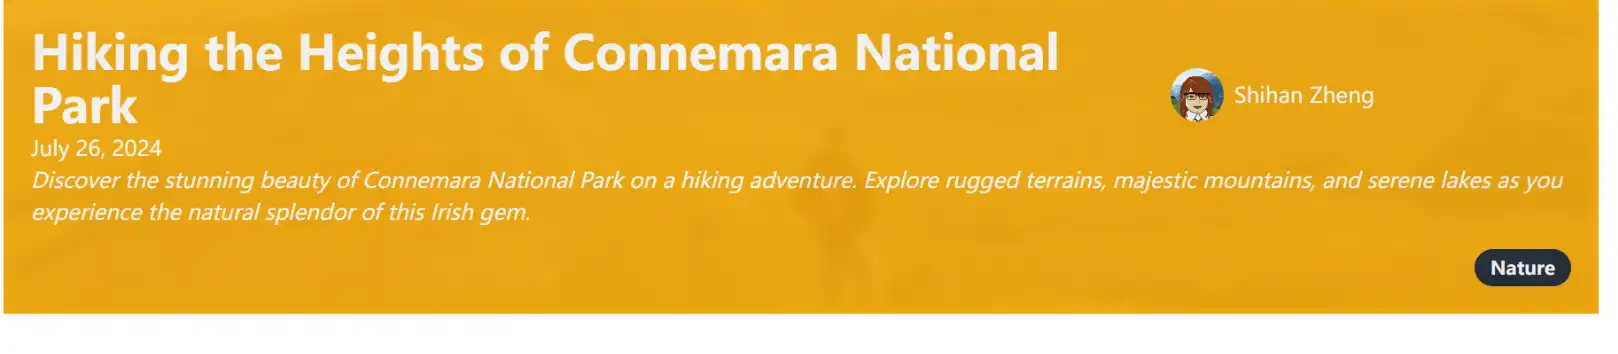 Hiking the Heights of Connemara National
Park
Shihan Zheng
July 26, 2024
Discover the stunning beauty of Connemara National Park on a hiking adventure. Explore rugged terrains, majestic mountains, and serene lakes as you
experience the natural splendor of this Irish gem.
Nature